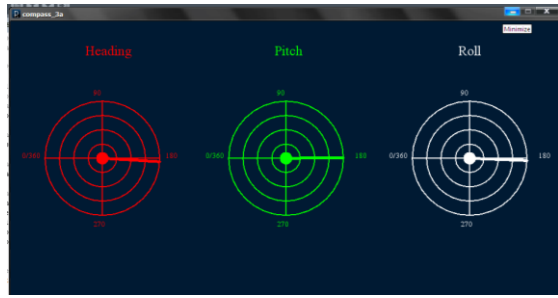 compass_3a
Minimize
Heading Pitch Roll
90 90 90
0/360 180 0/360 180 0/360 180
270 270 270